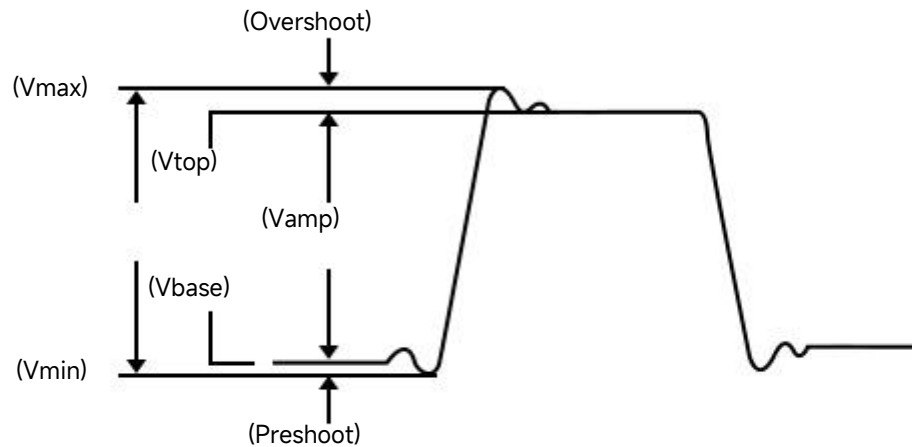 (Overshoot)
(Vmax)
(Vtop)
(Vamp)
(Vbase)
(Vmin)
(Preshoot)